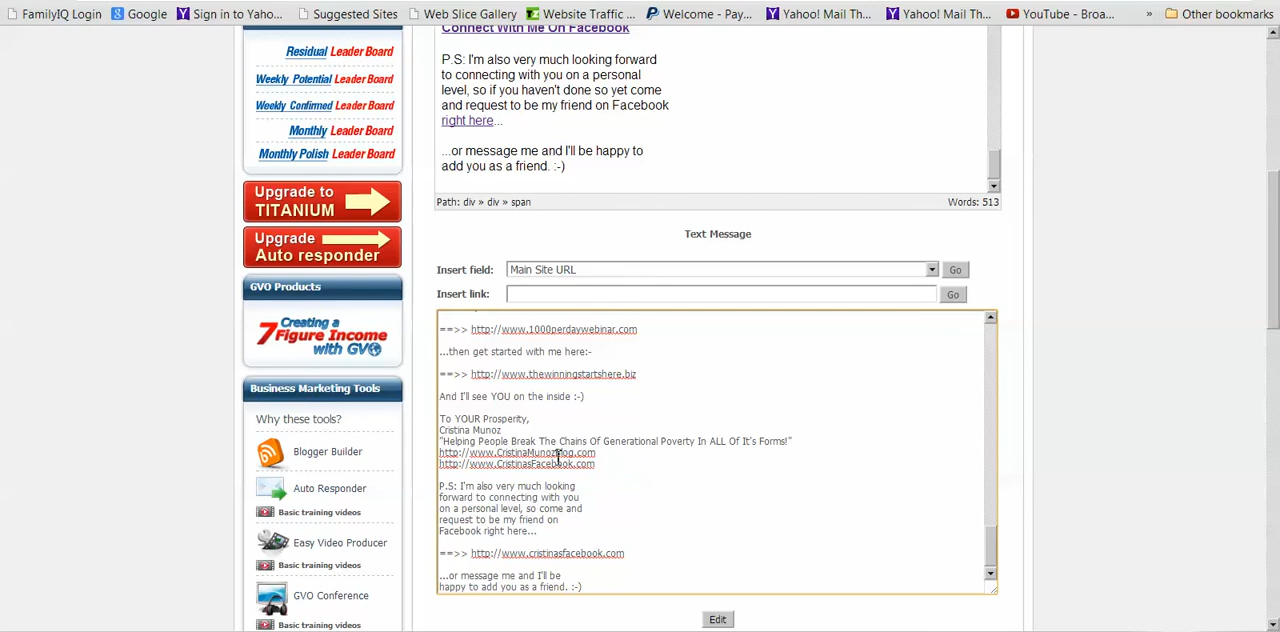 FamilyIQ Login Google Sign in to Yaho... Suggested Sites Web Slice Gallery Website Traffic ... Welcome - Pay... Yahoo! Mail Th... Yahoo! Mail Th... YouTube - Broa... » Other bookmarks
Residual Leader Board
Weekly Potential Leader Board
Weekly Confirmed Leader Board
Monthly Leader Board
Monthly Polish Leader Board
Upgrade to
TITANIUM
Upgrade
Auto responder
GVO Products
7 Creating a
Figure Income
with GVO
Business Marketing Tools
Why these tools?
Blogger Builder
Auto Responder
Basic training videos
Easy Video Producer
Basic training videos
GVO Conference
Basic training videos
Connect With Me On Facebook
P.S: I'm also very much looking forward
to connecting with you on a personal
level, so if you haven't done so yet come
and request to be my friend on Facebook
right here...
...or message me and I'll be happy to
add you as a friend. :-)
Path: div » div » span Words: 513
Text Message
Insert field: Main Site URL Go
Insert link: Go
==>> http://www.1000perdaywebinar.com
...then get started with me here:-
==>> http://www.thewinningstartshere.biz
And I'll see YOU on the inside :-)
To YOUR Prosperity,
Cristina Munoz
"Helping People Break The Chains Of Generational Poverty In ALL Of It's Forms!"
http://www.CristinaMunozBlog.com
http://www.CristinasFacebook.com
P.S: I'm also very much looking
forward to connecting with you
on a personal level, so come and
request to be my friend on
Facebook right here...
==>> http://www.cristinasfacebook.com
...or message me and I'll be
happy to add you as a friend. :-)
Edit